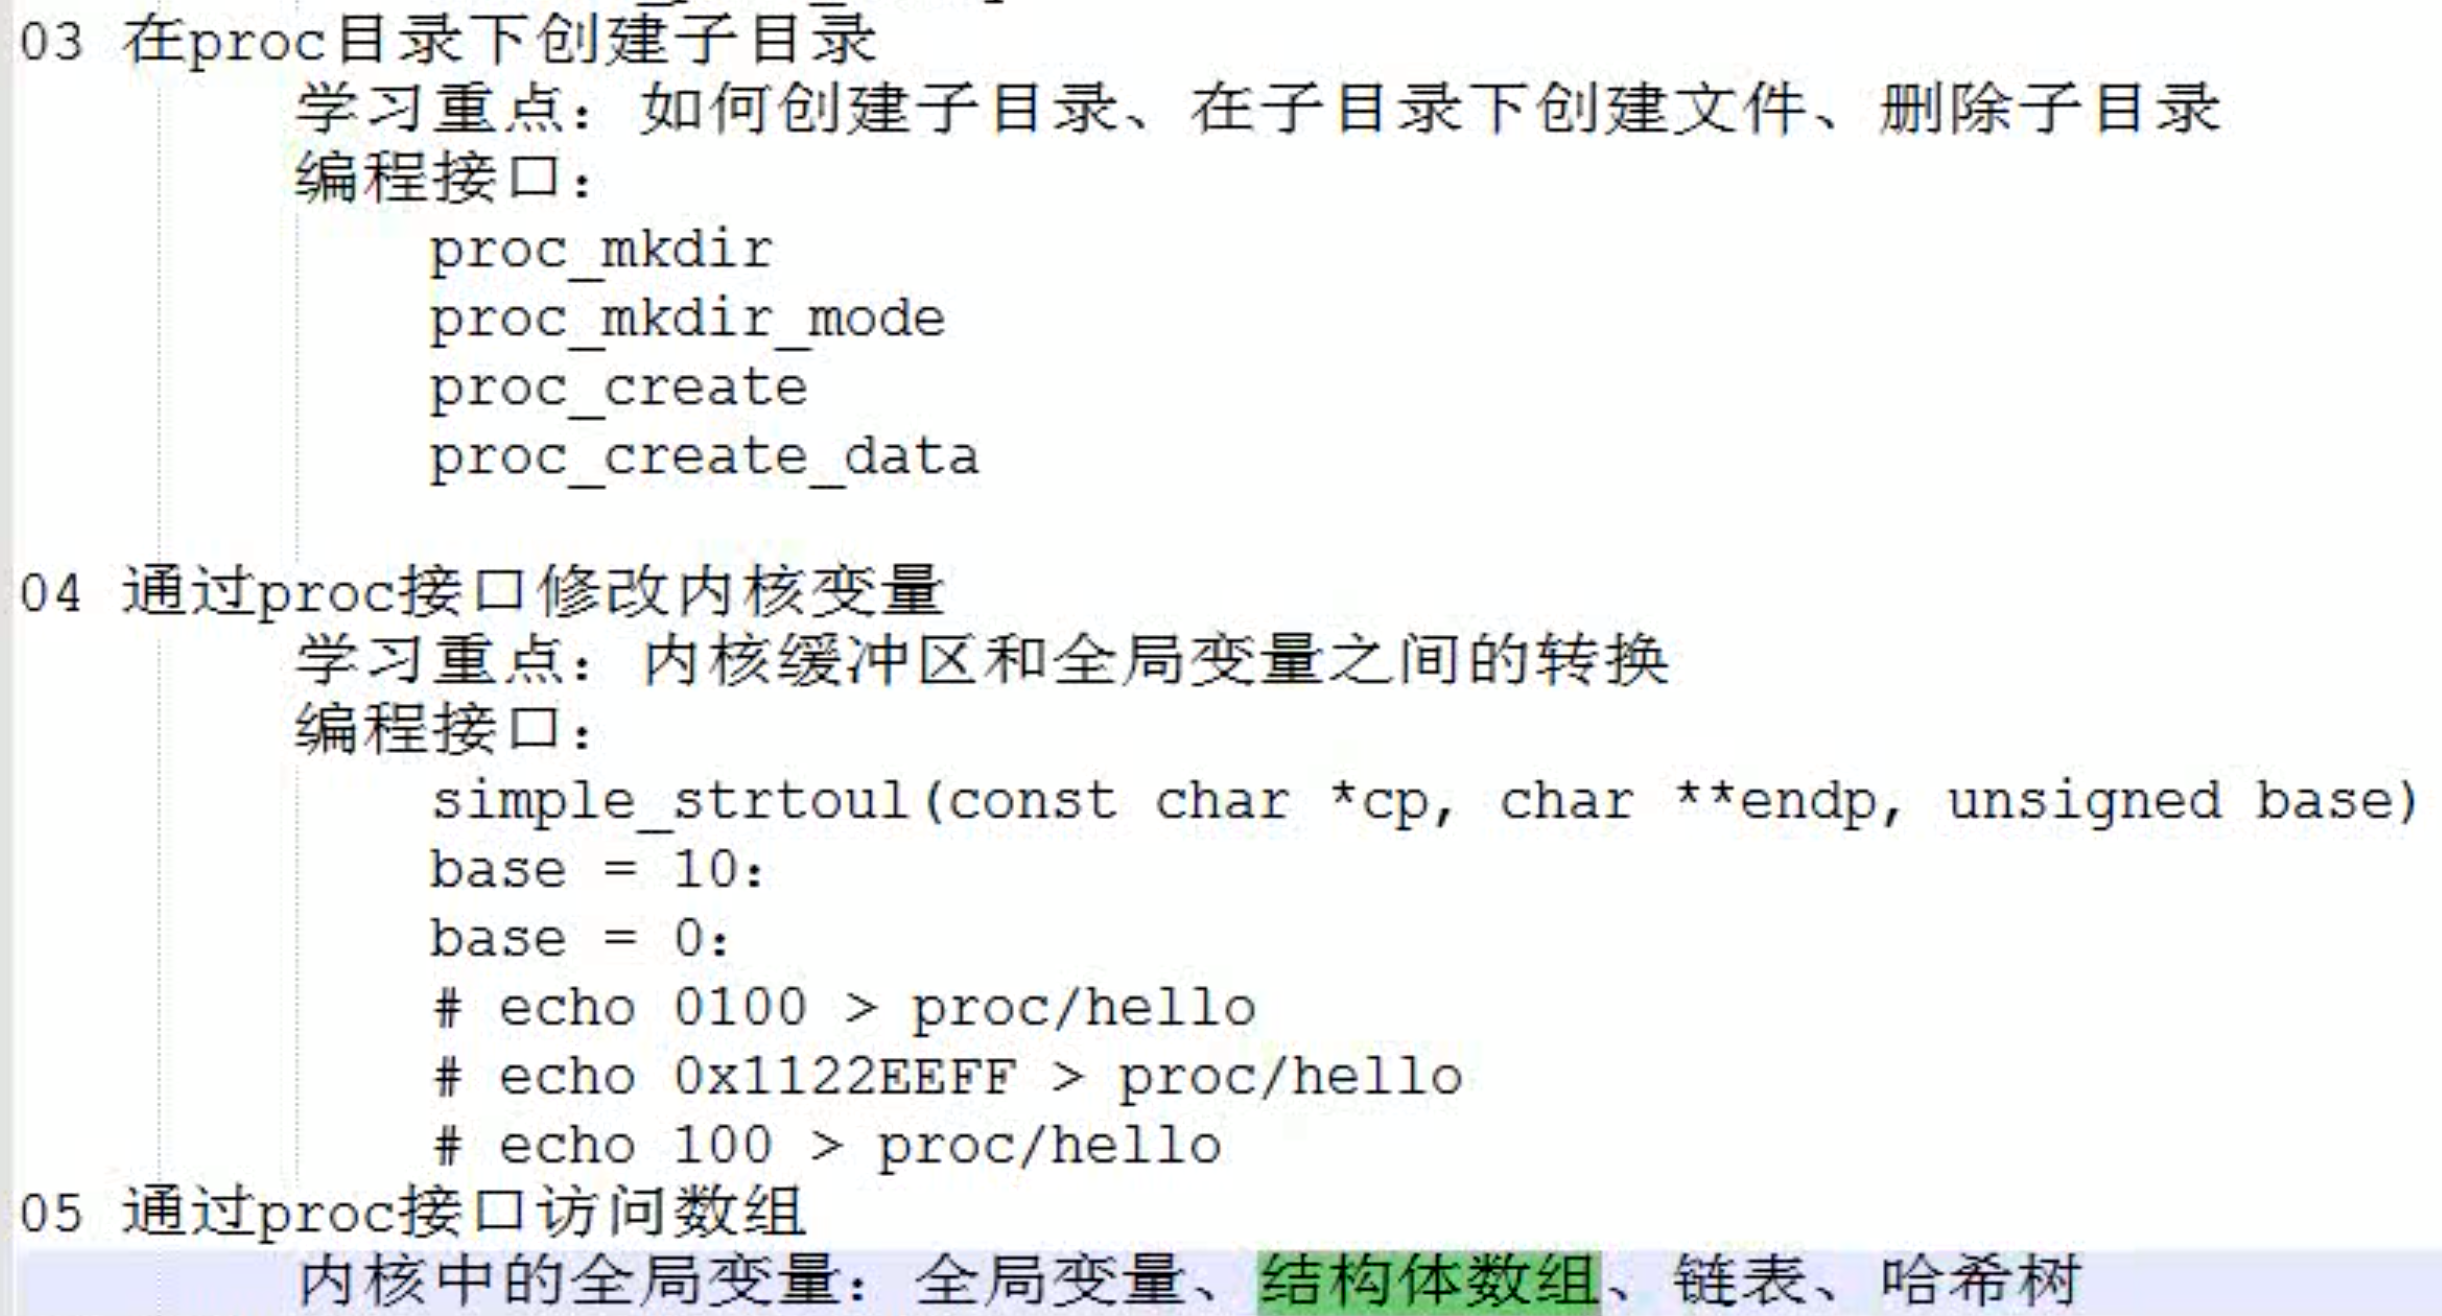 03 在proc目录下创建子目录
学习重点：如何创建子目录、在子目录下创建文件、删除子目录
编程接口：
proc_mkdir
proc_mkdir_mode
proc_create
proc_create_data
04 通过proc接口修改内核变量
学习重点：内核缓冲区和全局变量之间的转换
编程接口：
simple_strtoul(const char *cp, char **endp, unsigned base)
base = 10：
base = 0：
# echo 0100 > proc/hello
# echo 0x1122EEFF > proc/hello
# echo 100 > proc/hello
05 通过proc接口访问数组
内核中的全局变量：全局变量、结构体数组、链表、哈希树